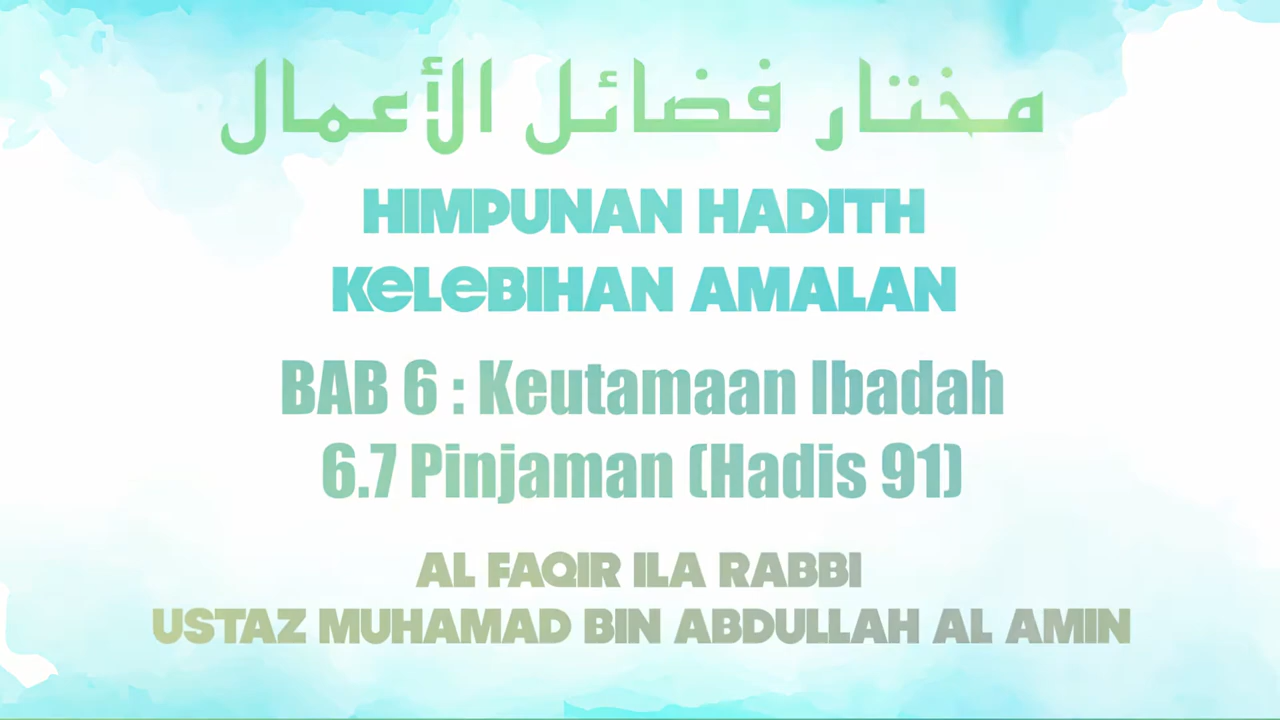 مختار فضائل الأعمال
HIMPUNAN HADITH
KeLeBIHAN AMALAN
BAB 6 : Keutamaan Ibadah
6.7 Pinjaman (Hadis 91)
AL FAQIR ILA RABBI
USTAZ MUHAMAD BIN ABDULLAH AL AMIN